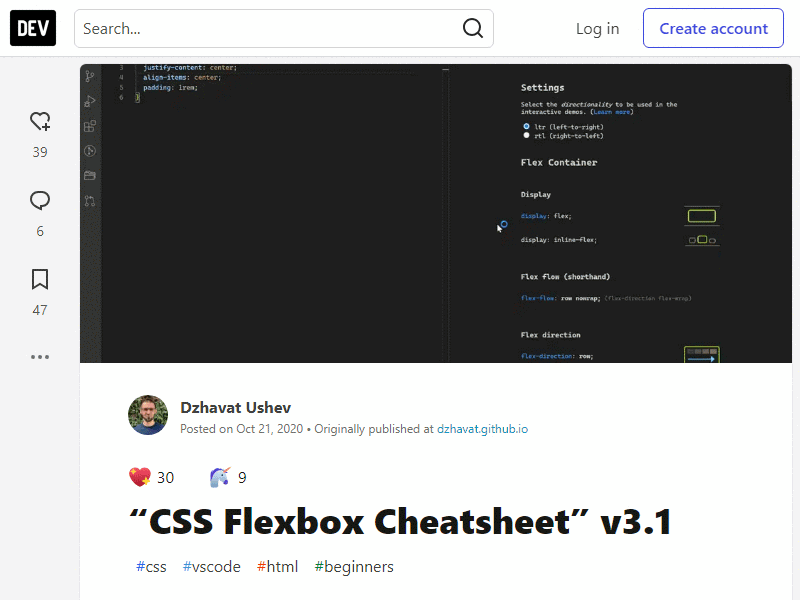 DEV
Search...
Log in
Create account
3 justify-content: center;
4 align-items: center;
5 padding: 1rem;
6 }
Settings
Select the directionality to be used in the
interactive demos. (Learn more)
ltr (left-to-right)
rtl (right-to-left)
Flex Container
Display
display: flex;
display: inline-flex;
Flex flow (shorthand)
flex-flow: row nowrap; (flex-direction flex-wrap)
Flex direction
flex-direction: row;
39
6
47
Dzhavat Ushev
Posted on Oct 21, 2020 • Originally published at dzhavat.github.io
30
9
“CSS Flexbox Cheatsheet” v3.1
#css #vscode #html #beginners